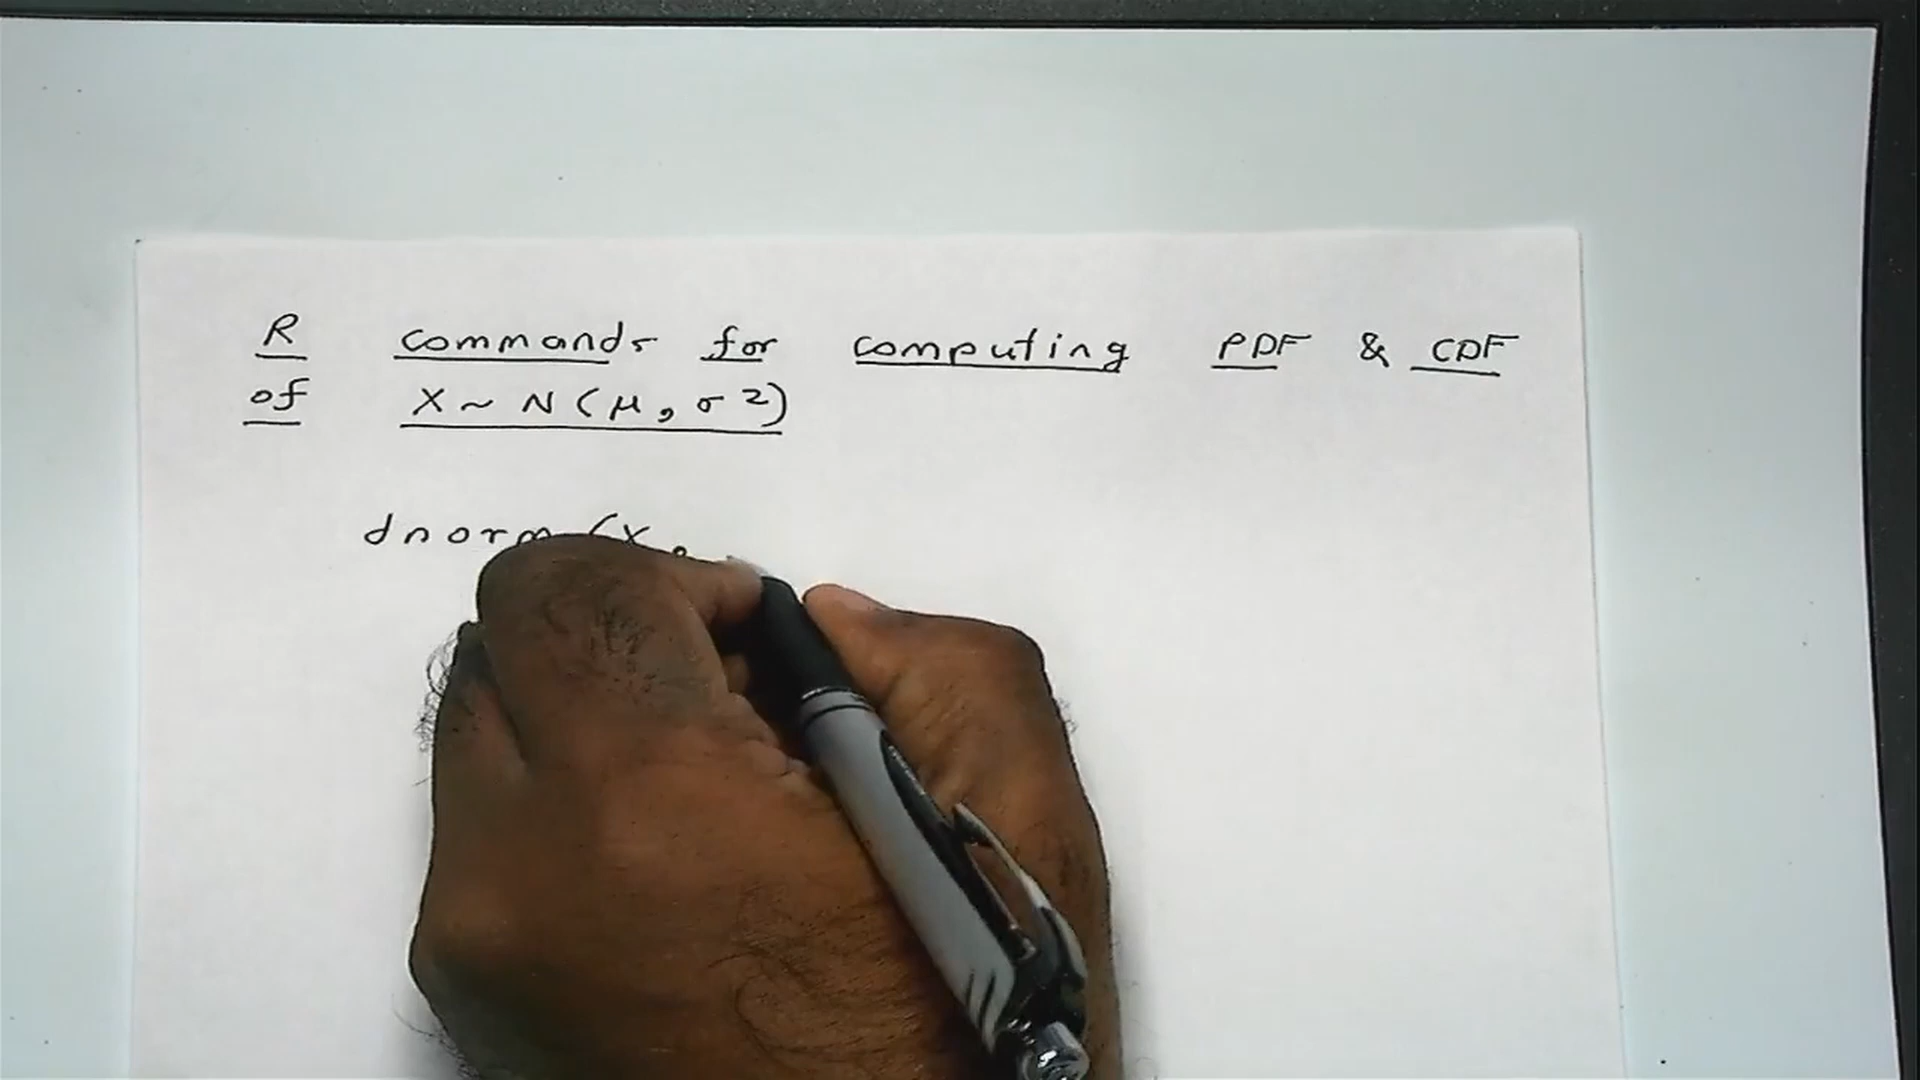 R commands for computing PDF & CDF
of X ~ N(μ, σ2)
dnorm(x,